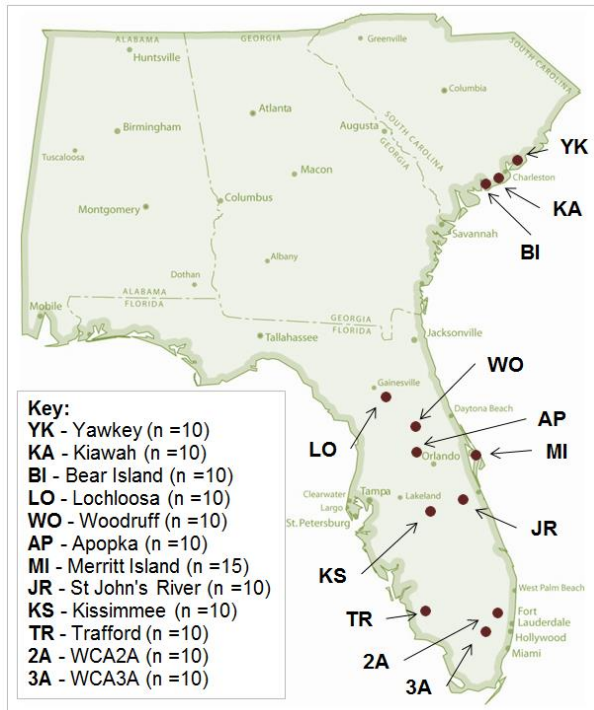 ALABAMA
GEORGIA
Huntsville
Greenville
SOUTH CAROLINA
Columbia
Atlanta
Birmingham
Augusta
SOUTH CAROLINA
GEORGIA
Tuscaloosa
YK
Charleston
Macon
Columbus
KA
Montgomery
Savannah
BI
Albany
Dothan
ALABAMA
FLORIDA
GEORGIA
FLORIDA
Mobile
Tallahassee
Jacksonville
WO
Gainesville
Daytona Beach
AP
LO
Orlando
MI
Clearwater
Tampa
Lakeland
Largo
St. Petersburg
JR
KS
West Palm Beach
TR
Fort
Lauderdale
Hollywood
2A
Miami
3A
Key:
YK - Yawkey (n =10)
KA - Kiawah (n =10)
BI - Bear Island (n =10)
LO - Lochloosa (n =10)
WO - Woodruff (n =10)
AP - Apopka (n =10)
MI - Merritt Island (n =15)
JR - St John's River (n =10)
KS - Kissimmee (n =10)
TR - Trafford (n =10)
2A - WCA2A (n =10)
3A - WCA3A (n =10)